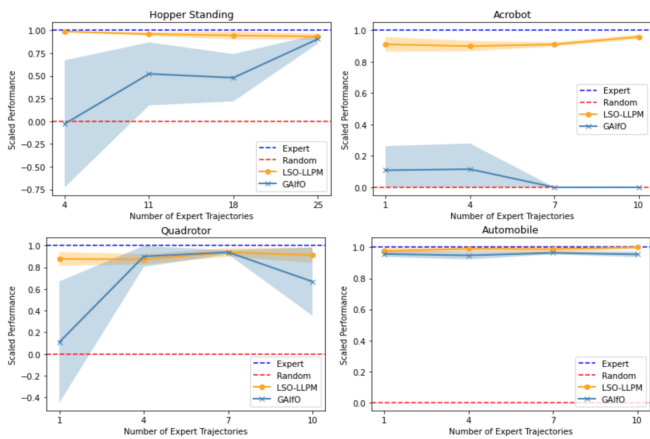 Hopper Standing
1.00
0.75
0.50
0.25
0.00
−0.25
−0.50
−0.75
Scaled Performance
Expert
Random
LSO-LLPM
GAIfO
4 11 18 25
Number of Expert Trajectories
Acrobot
1.0
0.8
0.6
0.4
0.2
0.0
Scaled Performance
Expert
Random
LSO-LLPM
GAIfO
1 4 7 10
Number of Expert Trajectories
Quadrotor
1.0
0.8
0.6
0.4
0.2
0.0
−0.2
−0.4
Scaled Performance
Expert
Random
LSO-LLPM
GAIfO
1 4 7 10
Number of Expert Trajectories
Automobile
1.0
0.8
0.6
0.4
0.2
0.0
Scaled Performance
Expert
Random
LSO-LLPM
GAIfO
1 4 7 10
Number of Expert Trajectories